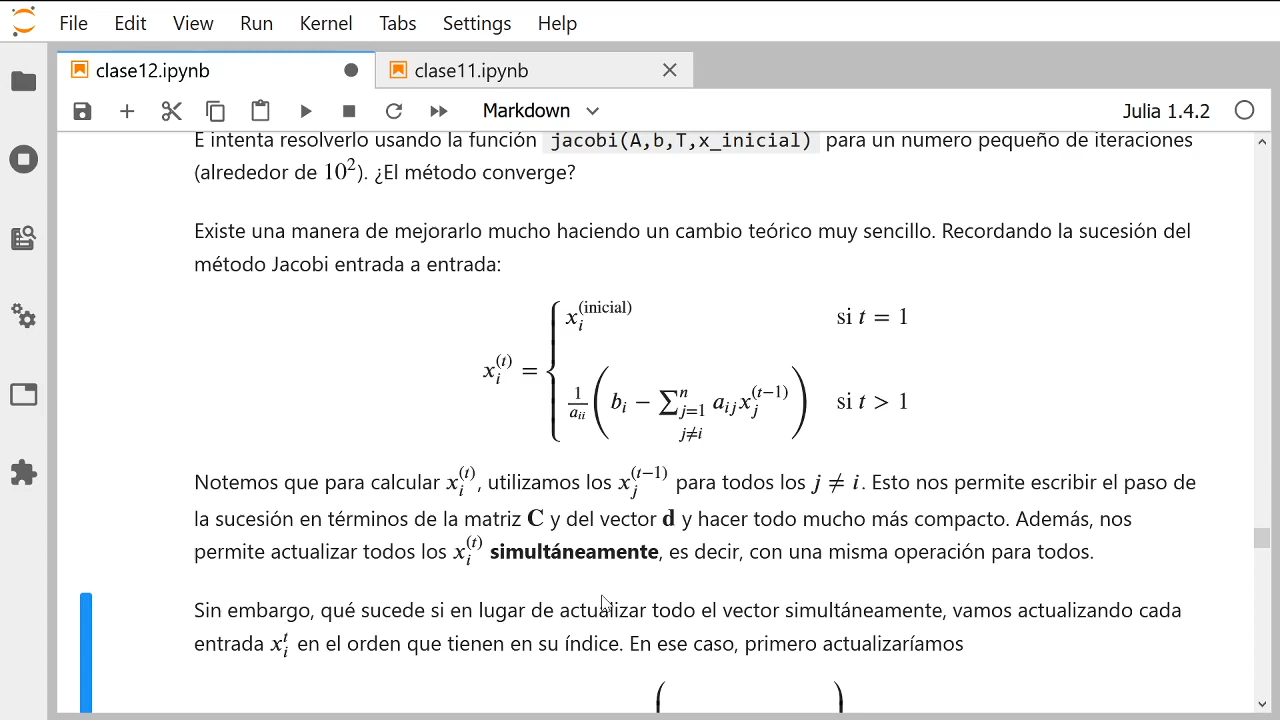 File Edit View Run Kernel Tabs Settings Help
clase12.ipynb
clase11.ipynb
Markdown
Julia 1.4.2
E intenta resolverlo usando la función jacobi(A,b,T,x_inicial) para un numero pequeño de iteraciones
(alrededor de 10^2). ¿El método converge?
Existe una manera de mejorarlo mucho haciendo un cambio teórico muy sencillo. Recordando la sucesión del
método Jacobi entrada a entrada:
x_i^{(t)} = { x_i^{(inicial)} si t = 1
\frac{1}{a_{ii}} ( b_i − ∑_{j=1, j≠i}^{n} a_{ij} x_j^{(t−1)} ) si t > 1
Notemos que para calcular x_i^{(t)}, utilizamos los x_j^{(t−1)} para todos los j ≠ i. Esto nos permite escribir el paso de
la sucesión en términos de la matriz C y del vector d y hacer todo mucho más compacto. Además, nos
permite actualizar todos los x_i^{(t)} simultáneamente, es decir, con una misma operación para todos.
Sin embargo, qué sucede si en lugar de actualizar todo el vector simultáneamente, vamos actualizando cada
entrada x_i^t en el orden que tienen en su índice. En ese caso, primero actualizaríamos